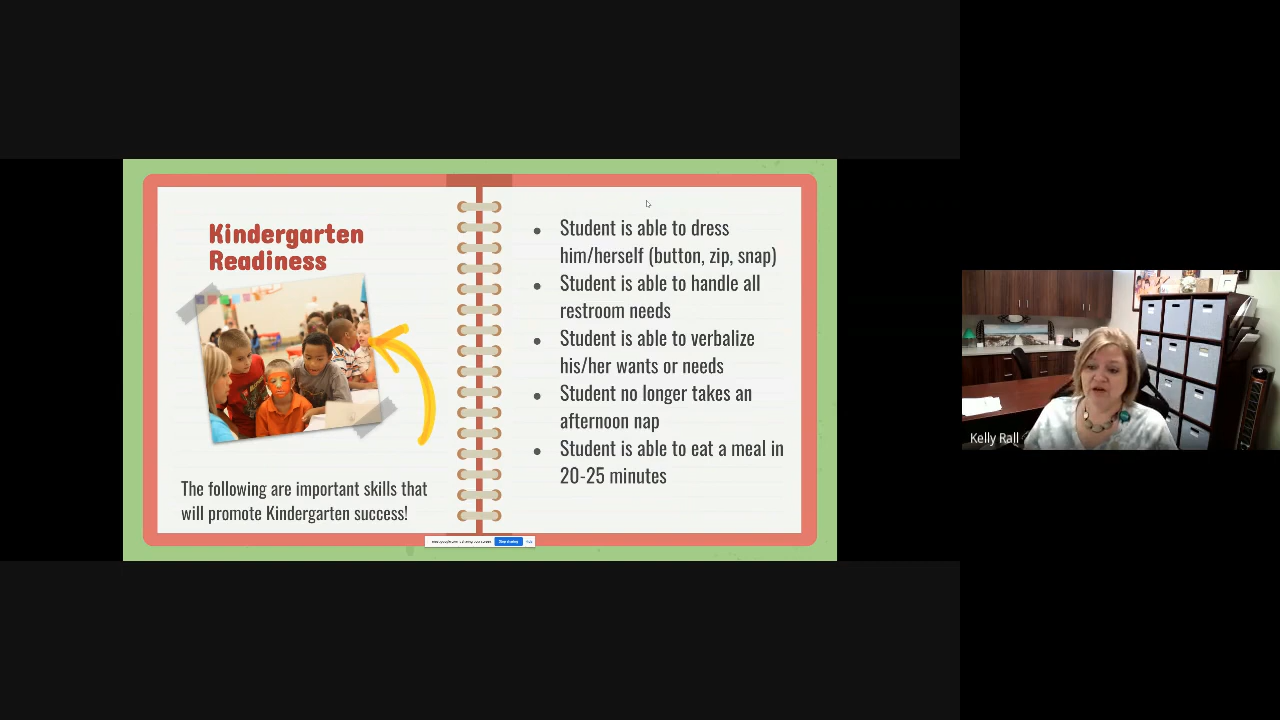 Kindergarten
Readiness
The following are important skills that
will promote Kindergarten success!
● Student is able to dress
him/herself (button, zip, snap)
● Student is able to handle all
restroom needs
● Student is able to verbalize
his/her wants or needs
● Student no longer takes an
afternoon nap
● Student is able to eat a meal in
20-25 minutes
Stop sharing
Hide
Kelly Rall